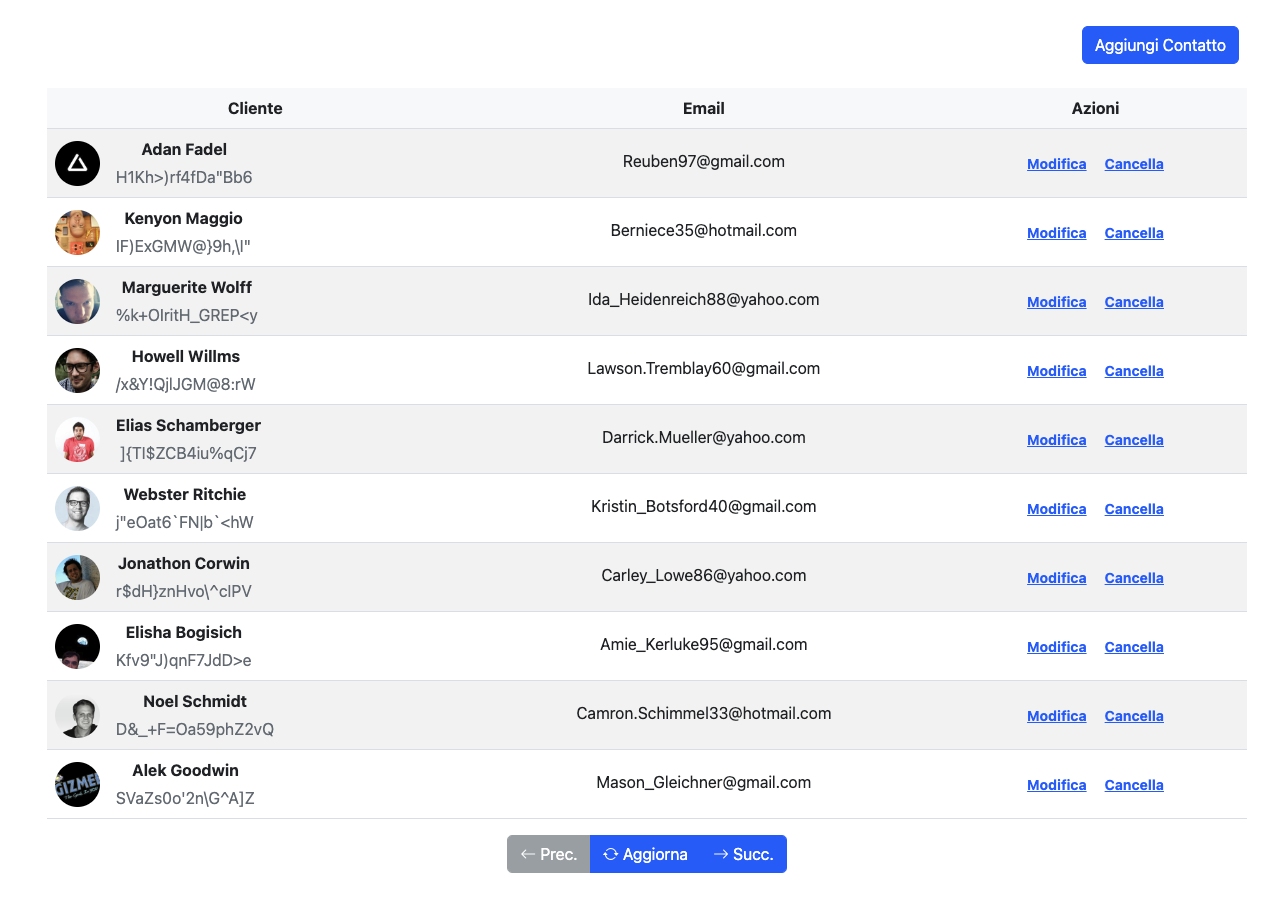 Aggiungi Contatto
Cliente Email Azioni
Adan Fadel
H1Kh>)rf4fDa"Bb6
Reuben97@gmail.com
Modifica Cancella
Kenyon Maggio
IF)ExGMW@}9h,\I"
Berniece35@hotmail.com
Modifica Cancella
Marguerite Wolff
%k+OIritH_GREP<y
Ida_Heidenreich88@yahoo.com
Modifica Cancella
Howell Willms
/x&Y!QjIJGM@8:rW
Lawson.Tremblay60@gmail.com
Modifica Cancella
Elias Schamberger
]{TI$ZCB4iu%qCj7
Darrick.Mueller@yahoo.com
Modifica Cancella
Webster Ritchie
j"eOat6`FN|b`<hW
Kristin_Botsford40@gmail.com
Modifica Cancella
Jonathon Corwin
r$dH}znHvo\^clPV
Carley_Lowe86@yahoo.com
Modifica Cancella
Elisha Bogisich
Kfv9"J)qnF7JdD>e
Amie_Kerluke95@gmail.com
Modifica Cancella
Noel Schmidt
D&_+F=Oa59phZ2vQ
Camron.Schimmel33@hotmail.com
Modifica Cancella
GIZME
Alek Goodwin
SVaZs0o'2n\G^A]Z
Mason_Gleichner@gmail.com
Modifica Cancella
Prec. Aggiorna Succ.